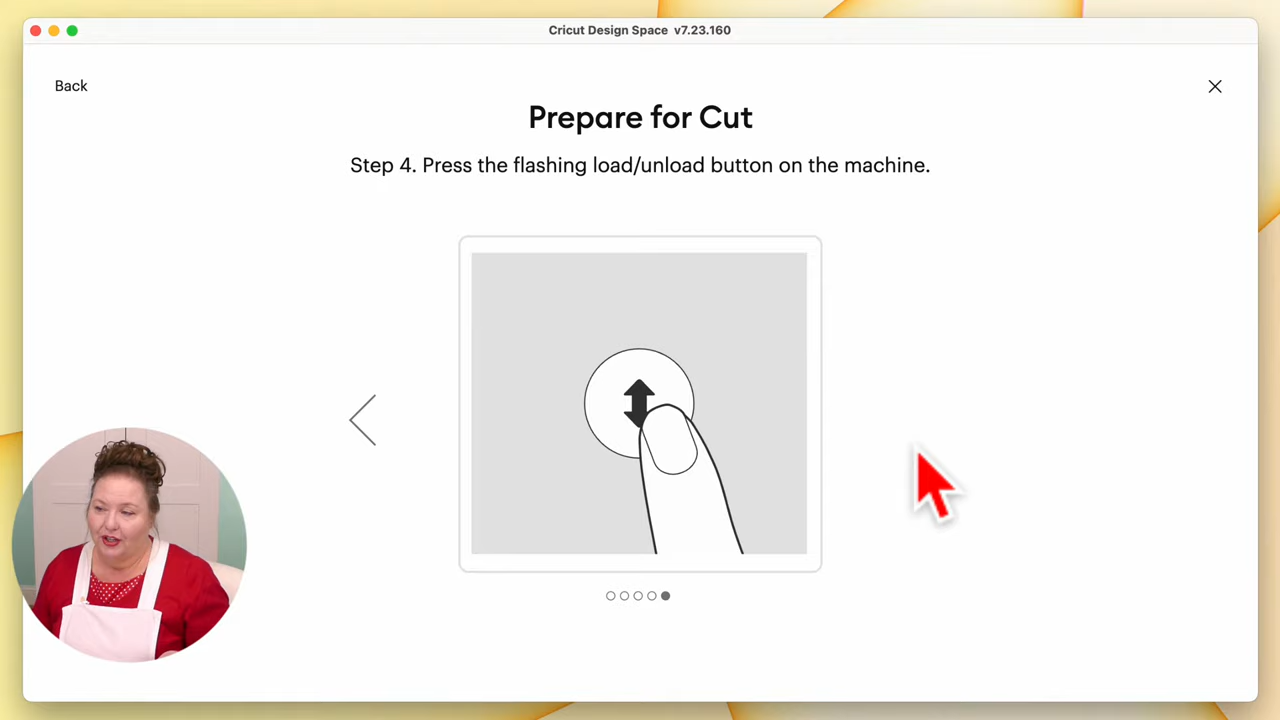 Cricut Design Space v7.23.160
Back
Prepare for Cut
Step 4. Press the flashing load/unload button on the machine.